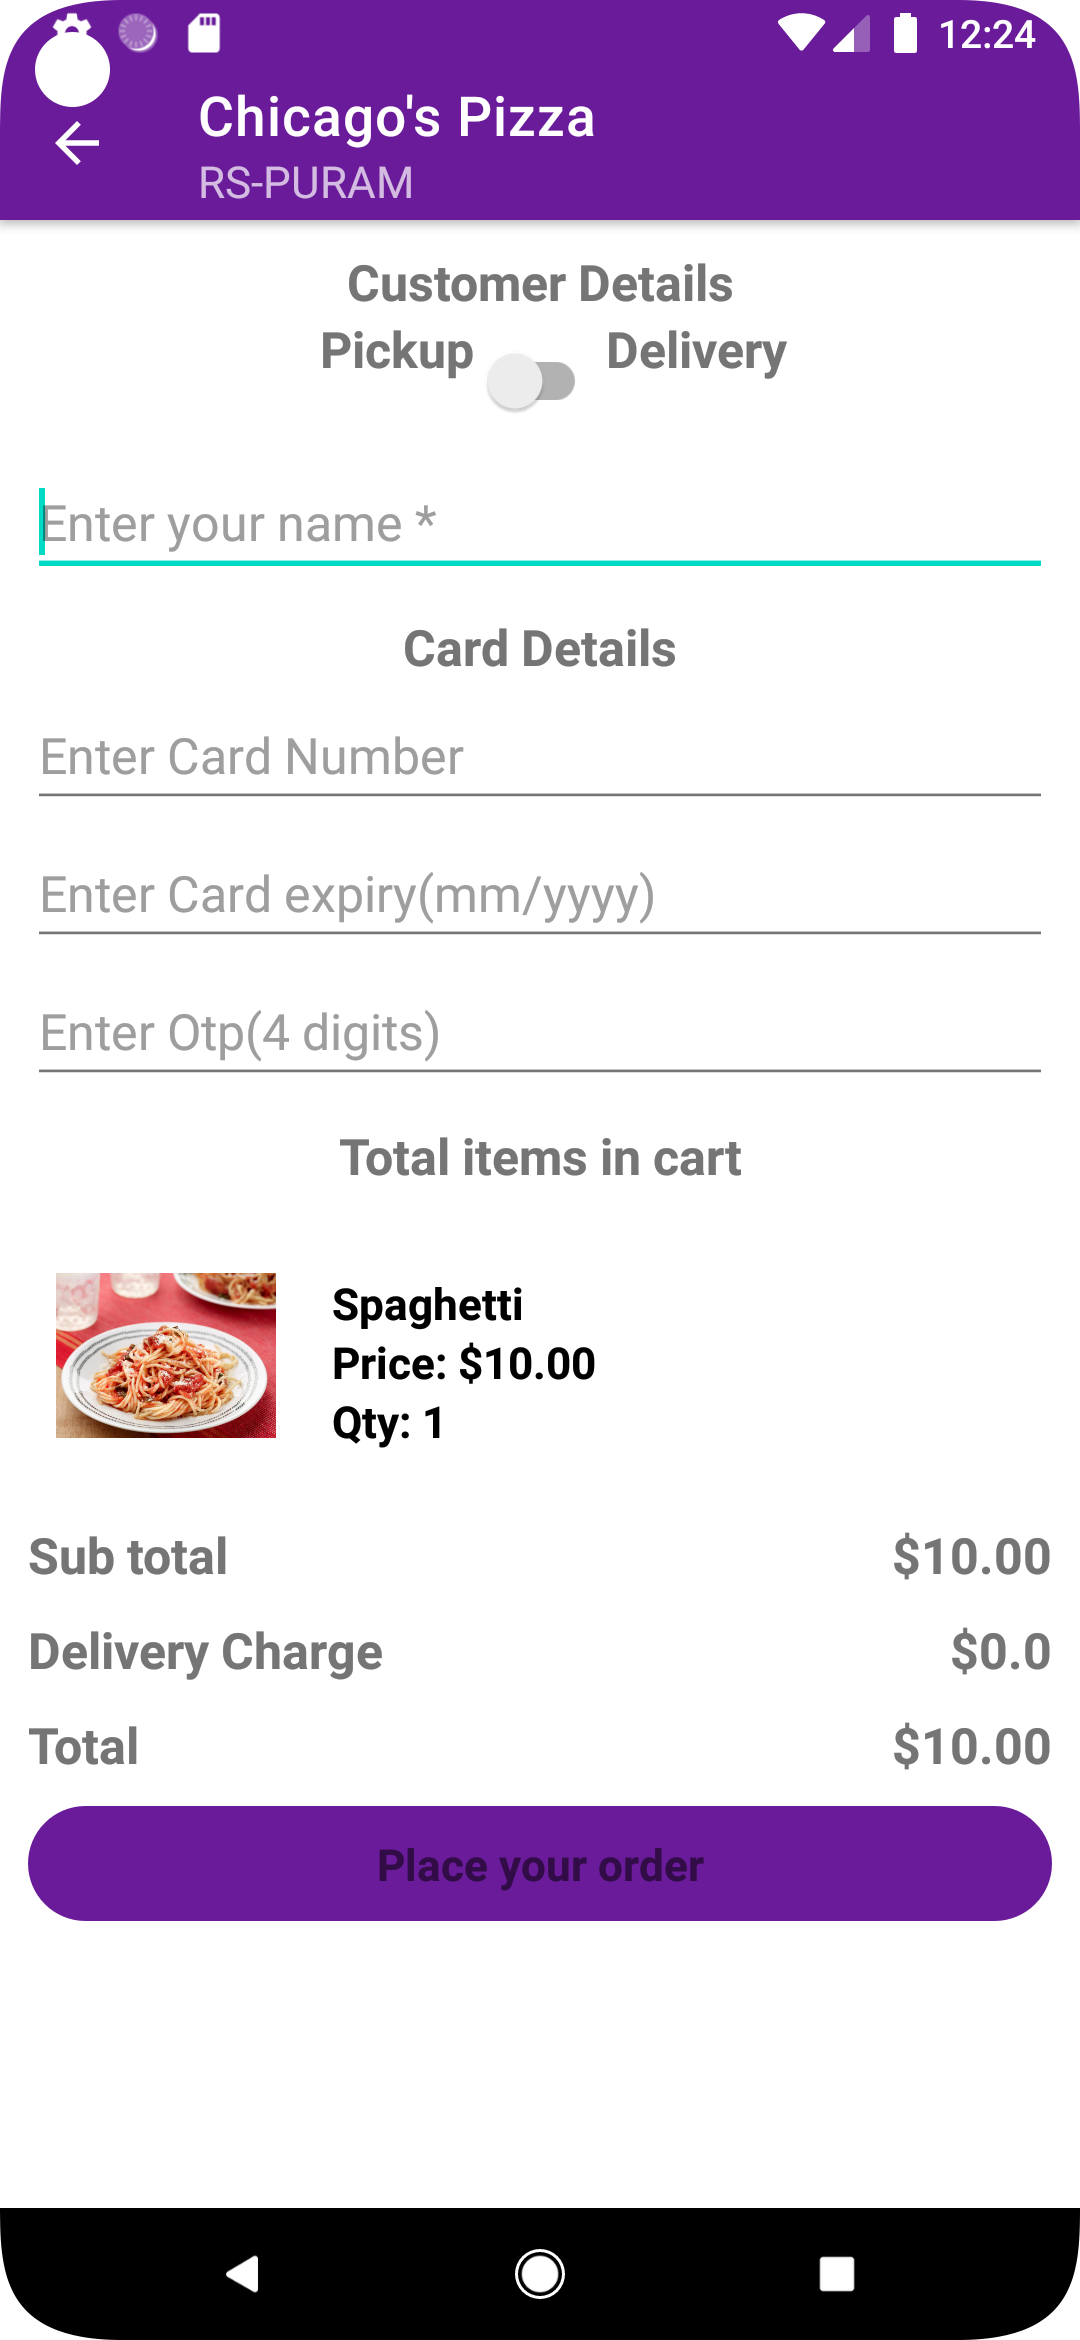 12:24
Chicago's Pizza
RS-PURAM
Customer Details
Pickup Delivery
Enter your name *
Card Details
Enter Card Number
Enter Card expiry(mm/yyyy)
Enter Otp(4 digits)
Total items in cart
Spaghetti
Price: $10.00
Qty: 1
Sub total $10.00
Delivery Charge $0.0
Total $10.00
Place your order